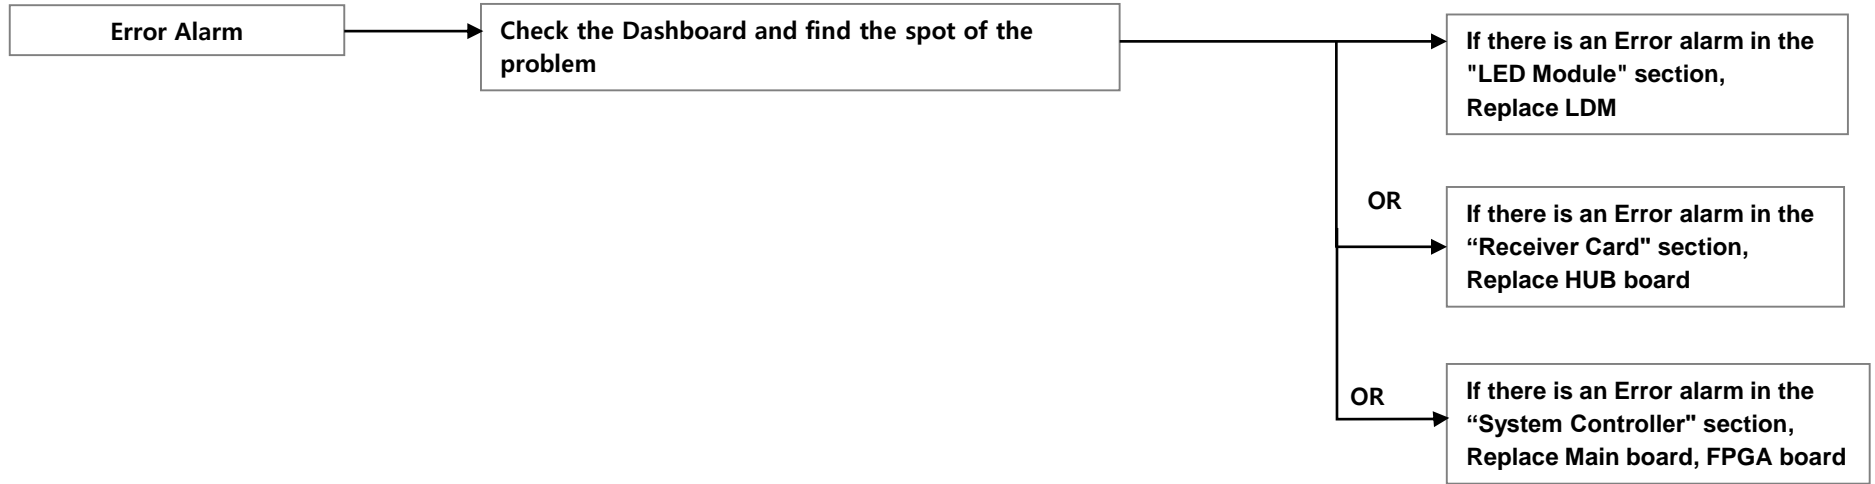 Error Alarm
Check the Dashboard and find the spot of the
problem
If there is an Error alarm in the
"LED Module" section,
Replace LDM
OR
If there is an Error alarm in the
“Receiver Card" section,
Replace HUB board
OR
If there is an Error alarm in the
“System Controller" section,
Replace Main board, FPGA board